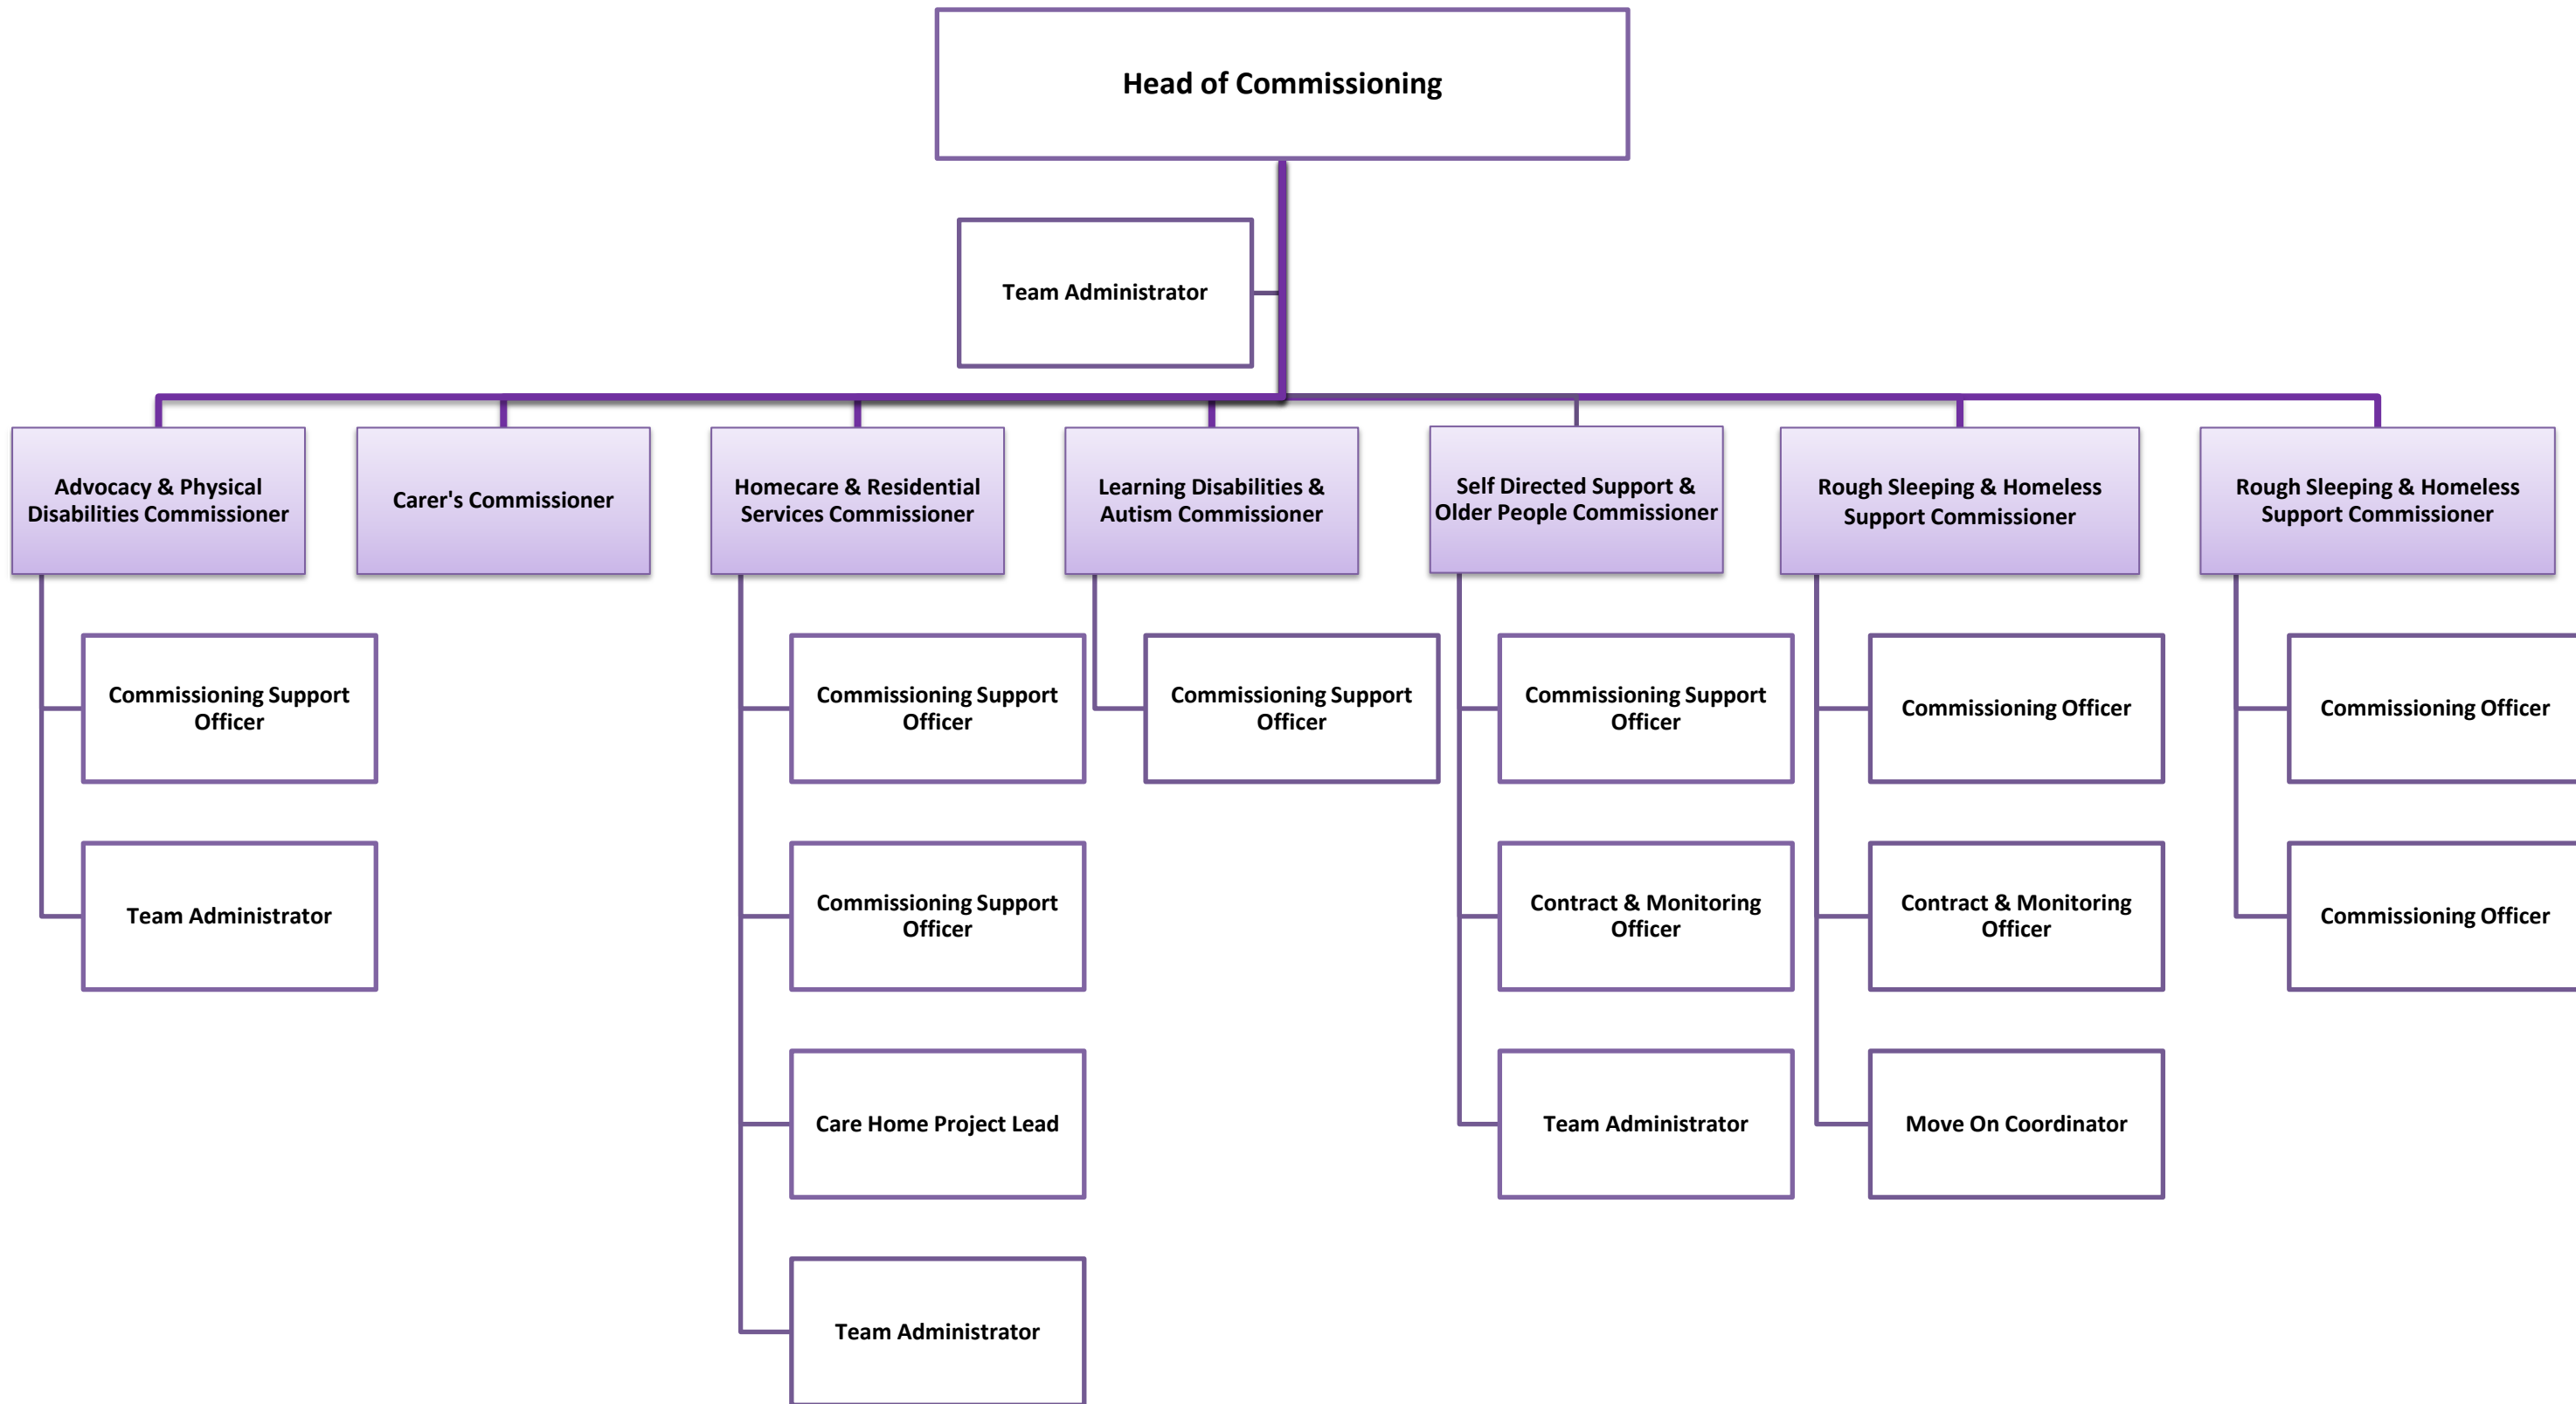 Head of Commissioning
Team Administrator
Advocacy & Physical
Disabilities Commissioner
Carer's Commissioner
Homecare & Residential
Services Commissioner
Learning Disabilities &
Autism Commissioner
Self Directed Support &
Older People Commissioner
Rough Sleeping & Homeless
Support Commissioner
Rough Sleeping & Homeless
Support Commissioner
Commissioning Support
Officer
Commissioning Support
Officer
Commissioning Support
Officer
Commissioning Support
Officer
Commissioning Officer
Commissioning Officer
Team Administrator
Commissioning Support
Officer
Contract & Monitoring
Officer
Contract & Monitoring
Officer
Commissioning Officer
Care Home Project Lead
Team Administrator
Move On Coordinator
Team Administrator